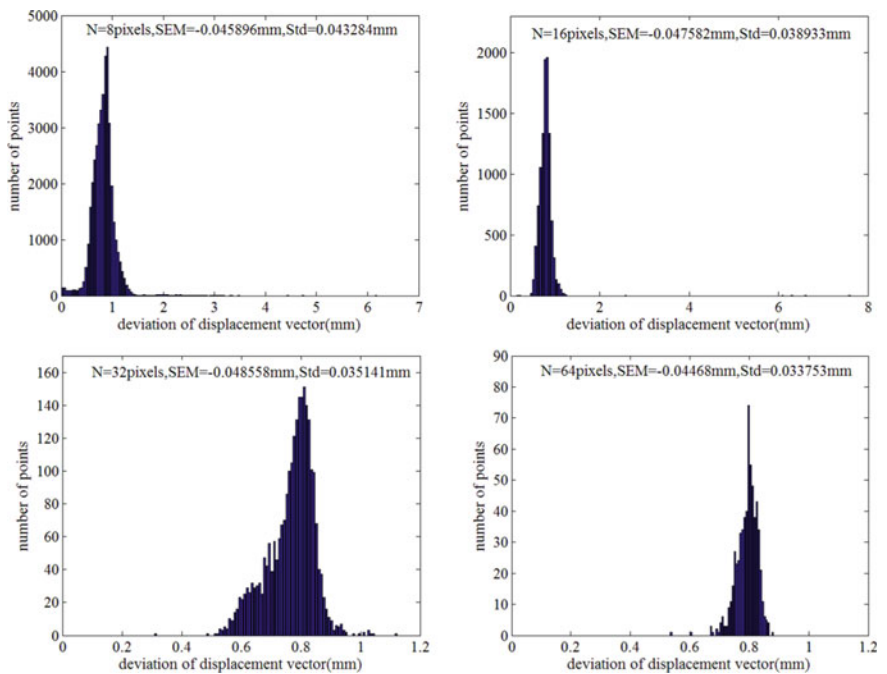 N=8pixels,SEM=-0.045896mm,Std=0.043284mm
5000
4000
3000
2000
1000
0
number of points
0 1 2 3 4 5 6 7
deviation of displacement vector(mm)
N=16pixels,SEM=-0.047582mm,Std=0.038933mm
2000
1500
1000
500
0
number of points
0 2 4 6 8
deviation of displacement vector(mm)
N=32pixels,SEM=-0.048558mm,Std=0.035141mm
160
140
120
100
80
60
40
20
0
number of points
0 0.2 0.4 0.6 0.8 1 1.2
deviation of displacement vector(mm)
N=64pixels,SEM=-0.04468mm,Std=0.033753mm
90
80
70
60
50
40
30
20
10
0
number of points
0 0.2 0.4 0.6 0.8 1 1.2
deviation of displacement vector(mm)